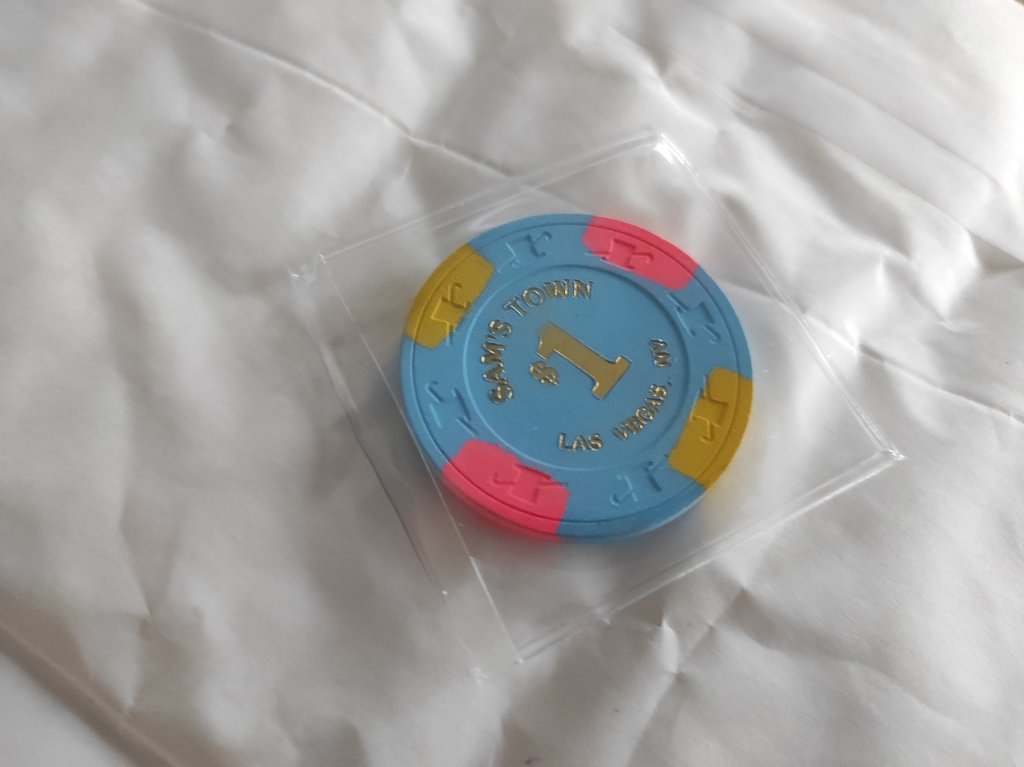 SAM'S TOWN
$1
LAS VEGAS, NV